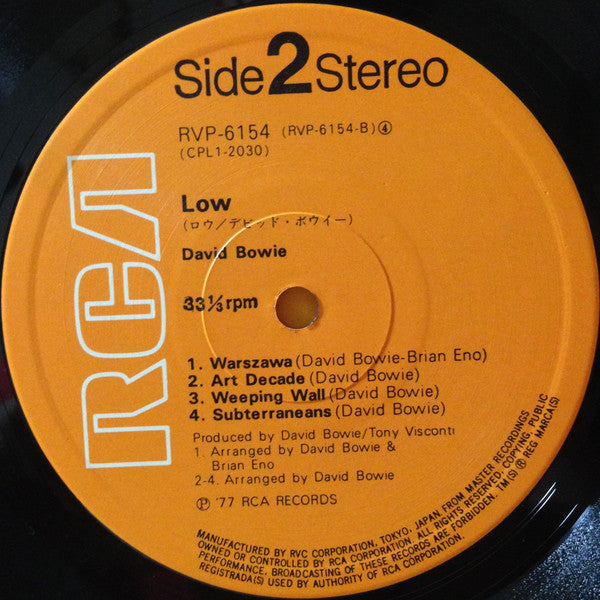 Side 2 Stereo
RVP-6154 (RVP-6154-B)④
(CPL1-2030)
RCA
Low
(ロウ/デビッド・ボウイー)
David Bowie
33⅓ rpm
1. Warszawa (David Bowie-Brian Eno)
2. Art Decade (David Bowie)
3. Weeping Wall (David Bowie)
4. Subterraneans (David Bowie)
Produced by David Bowie/Tony Visconti
1. Arranged by David Bowie &
Brian Eno
2-4. Arranged by David Bowie
Ⓟ '77 RCA RECORDS
MANUFACTURED BY RVC CORPORATION, TOKYO, JAPAN, FROM MASTER RECORDINGS
OWNED OR CONTROLLED BY RCA CORPORATION. ALL RIGHTS RESERVED. COPYING, PUBLIC
PERFORMANCE, BROADCASTING OF THESE RECORDS ARE FORBIDDEN. TM(S) ® REG MARCA(S)
REGISTRADA(S) USED BY AUTHORITY OF RCA CORPORATION.